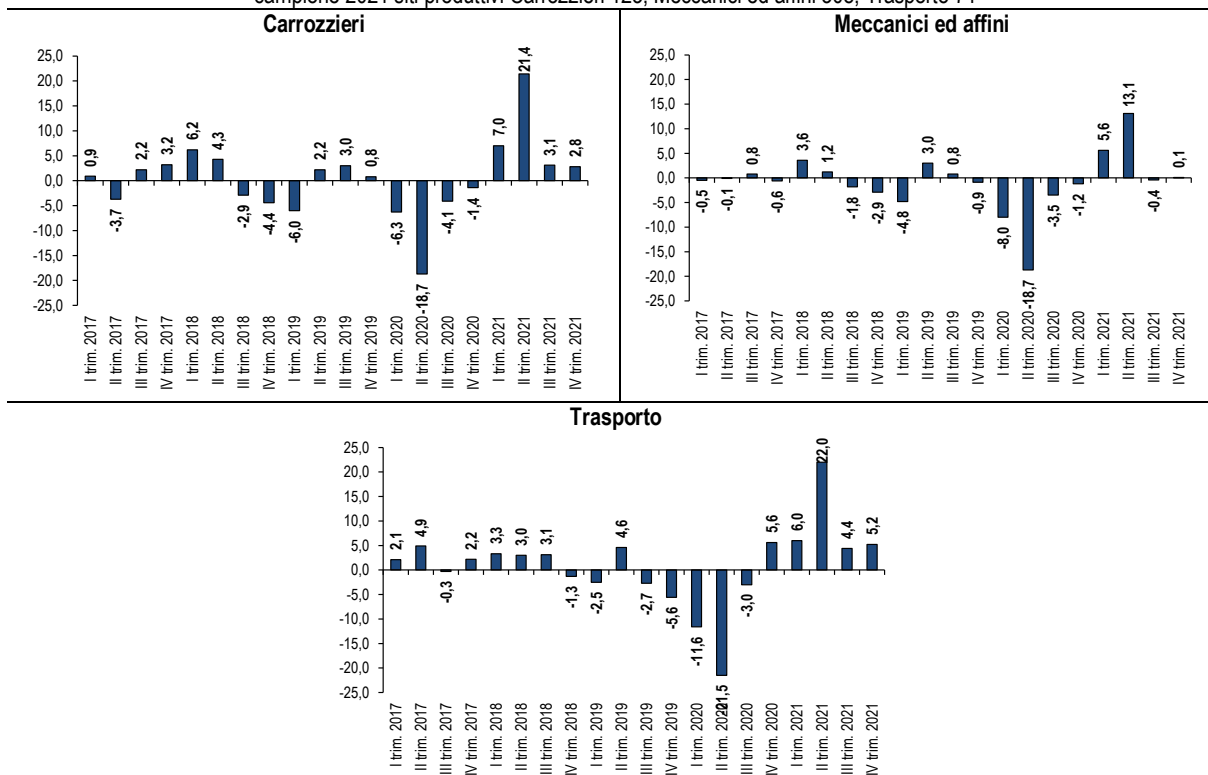 campione 2021 siti produttivi Carrozzieri Meccanici ed affini Trasporto
Carrozzieri
25,0
20,0
15,0
10,0
5,0
0,0
-5,0
-10,0
-15,0
-20,0
-25,0
0,9
-3,7
2,2
3,2
6,2
4,3
-2,9
-4,4
-6,0
2,2
3,0
0,8
-6,3
-18,7
-4,1
-1,4
7,0
21,4
3,1
2,8
I trim. 2017
II trim. 2017
III trim. 2017
IV trim. 2017
I trim. 2018
II trim. 2018
III trim. 2018
IV trim. 2018
I trim. 2019
II trim. 2019
III trim. 2019
IV trim. 2019
I trim. 2020
II trim. 2020
III trim. 2020
IV trim. 2020
I trim. 2021
II trim. 2021
III trim. 2021
IV trim. 2021
Meccanici ed affini
25,0
20,0
15,0
10,0
5,0
0,0
-5,0
-10,0
-15,0
-20,0
-25,0
-0,5
-0,1
0,8
-0,6
3,6
1,2
-1,8
-2,9
-4,8
3,0
0,8
-0,9
-8,0
-18,7
-3,5
-1,2
5,6
13,1
-0,4
0,1
I trim. 2017
II trim. 2017
III trim. 2017
IV trim. 2017
I trim. 2018
II trim. 2018
III trim. 2018
IV trim. 2018
I trim. 2019
II trim. 2019
III trim. 2019
IV trim. 2019
I trim. 2020
II trim. 2020
III trim. 2020
IV trim. 2020
I trim. 2021
II trim. 2021
III trim. 2021
IV trim. 2021
Trasporto
25,0
20,0
15,0
10,0
5,0
0,0
-5,0
-10,0
-15,0
-20,0
-25,0
2,1
4,9
-0,3
2,2
3,3
3,0
3,1
-1,3
-2,5
4,6
-2,7
-5,6
-11,6
-21,5
-3,0
5,6
6,0
22,0
4,4
5,2
I trim. 2017
II trim. 2017
III trim. 2017
IV trim. 2017
I trim. 2018
II trim. 2018
III trim. 2018
IV trim. 2018
I trim. 2019
II trim. 2019
III trim. 2019
IV trim. 2019
I trim. 2020
II trim. 2020
III trim. 2020
IV trim. 2020
I trim. 2021
II trim. 2021
III trim. 2021
IV trim. 2021